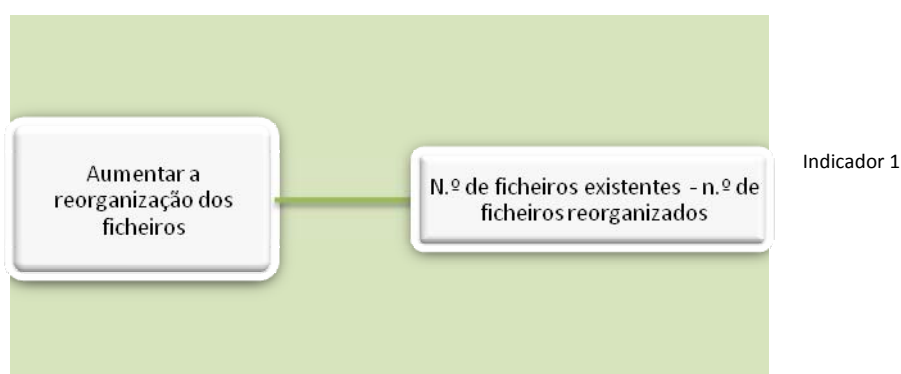 Aumentar a
reorganização dos
ficheiros
N.º de ficheiros existentes - n.º de
ficheiros reorganizados
Indicador 1